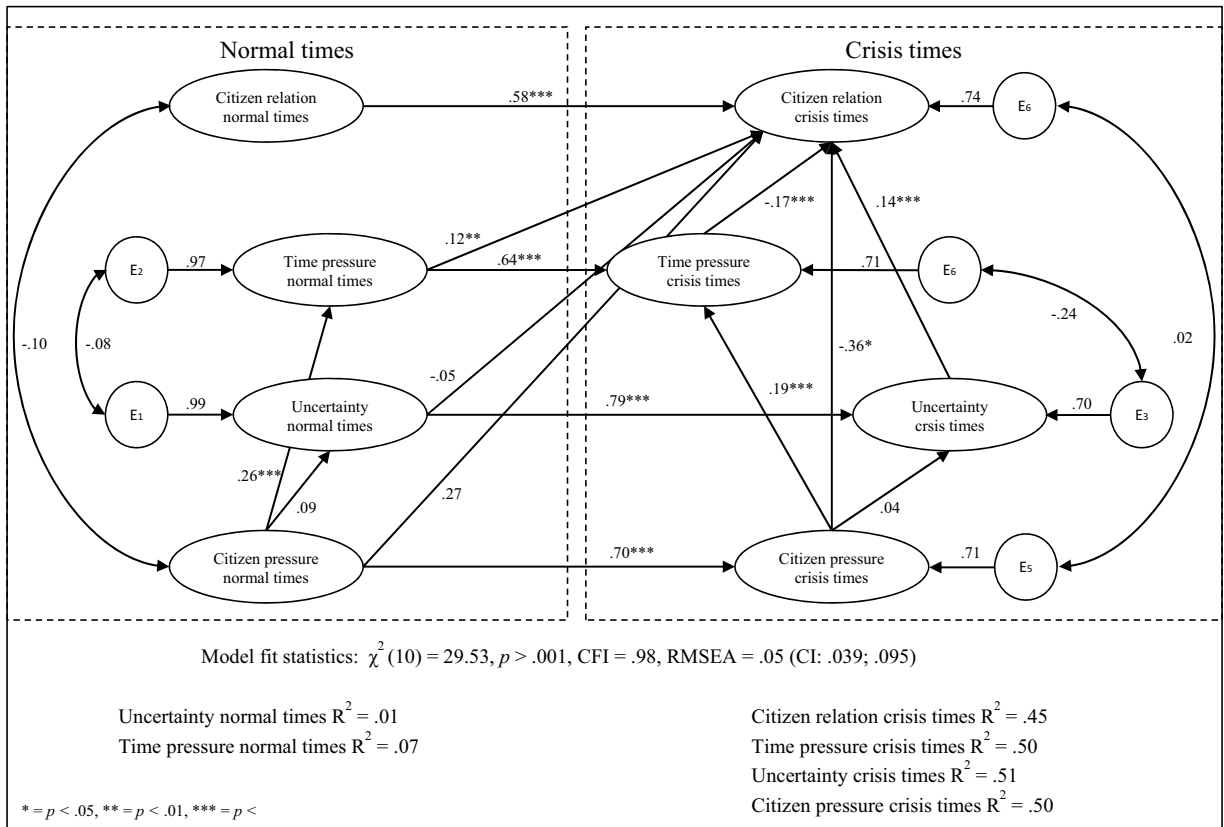 Normal times
Crisis times
Citizen relation
normal times
.58***
Citizen relation
crisis times
.74
E6
.12**
-.17***
.14***
E2
.97
Time pressure
normal times
.64***
Time pressure
crisis times
.71
E6
-.10
-.08
-.05
-.36*
-.24
.02
.19***
E1
.99
Uncertainty
normal times
.79***
Uncertainty
crsis times
.70
E3
.26***
.09
.27
.04
Citizen pressure
normal times
.70***
Citizen pressure
crisis times
.71
E5
Model fit statistics: χ² (10) = 29.53, p > .001, CFI = .98, RMSEA = .05 (CI: .039; .095)
Uncertainty normal times R² = .01
Time pressure normal times R² = .07
Citizen relation crisis times R² = .45
Time pressure crisis times R² = .50
Uncertainty crisis times R² = .51
Citizen pressure crisis times R² = .50
* = p < .05, ** = p < .01, *** = p <